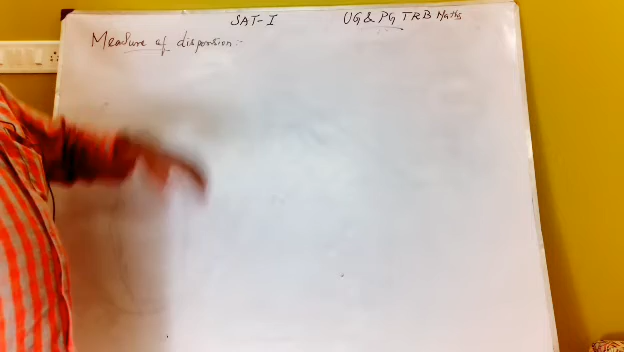 SAT-I UG & PG TRB Maths
Measure of dispersion:-